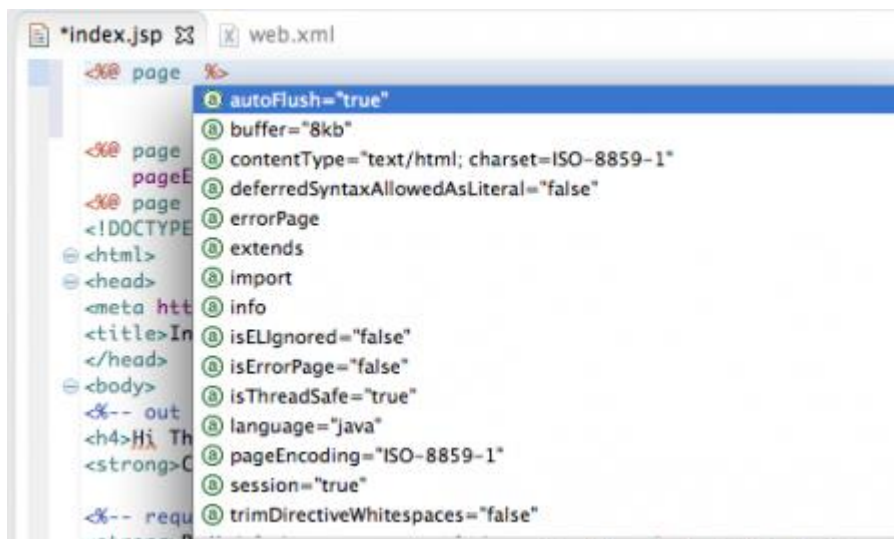 *index.jsp web.xml
<%@ page %>
autoFlush="true"
buffer="8kb"
<%@ page contentType="text/html; charset=ISO-8859-1"
pageE deferredSyntaxAllowedAsLiteral="false"
<%@ page errorPage
<!DOCTYPE extends
<html> import
<head> info
<meta htt isELIgnored="false"
<title>In isErrorPage="false"
</head> isThreadSafe="true"
<body> language="java"
<%-- out pageEncoding="ISO-8859-1"
<h4>Hi Th session="true"
<strong>C
<%-- requ trimDirectiveWhitespaces="false"